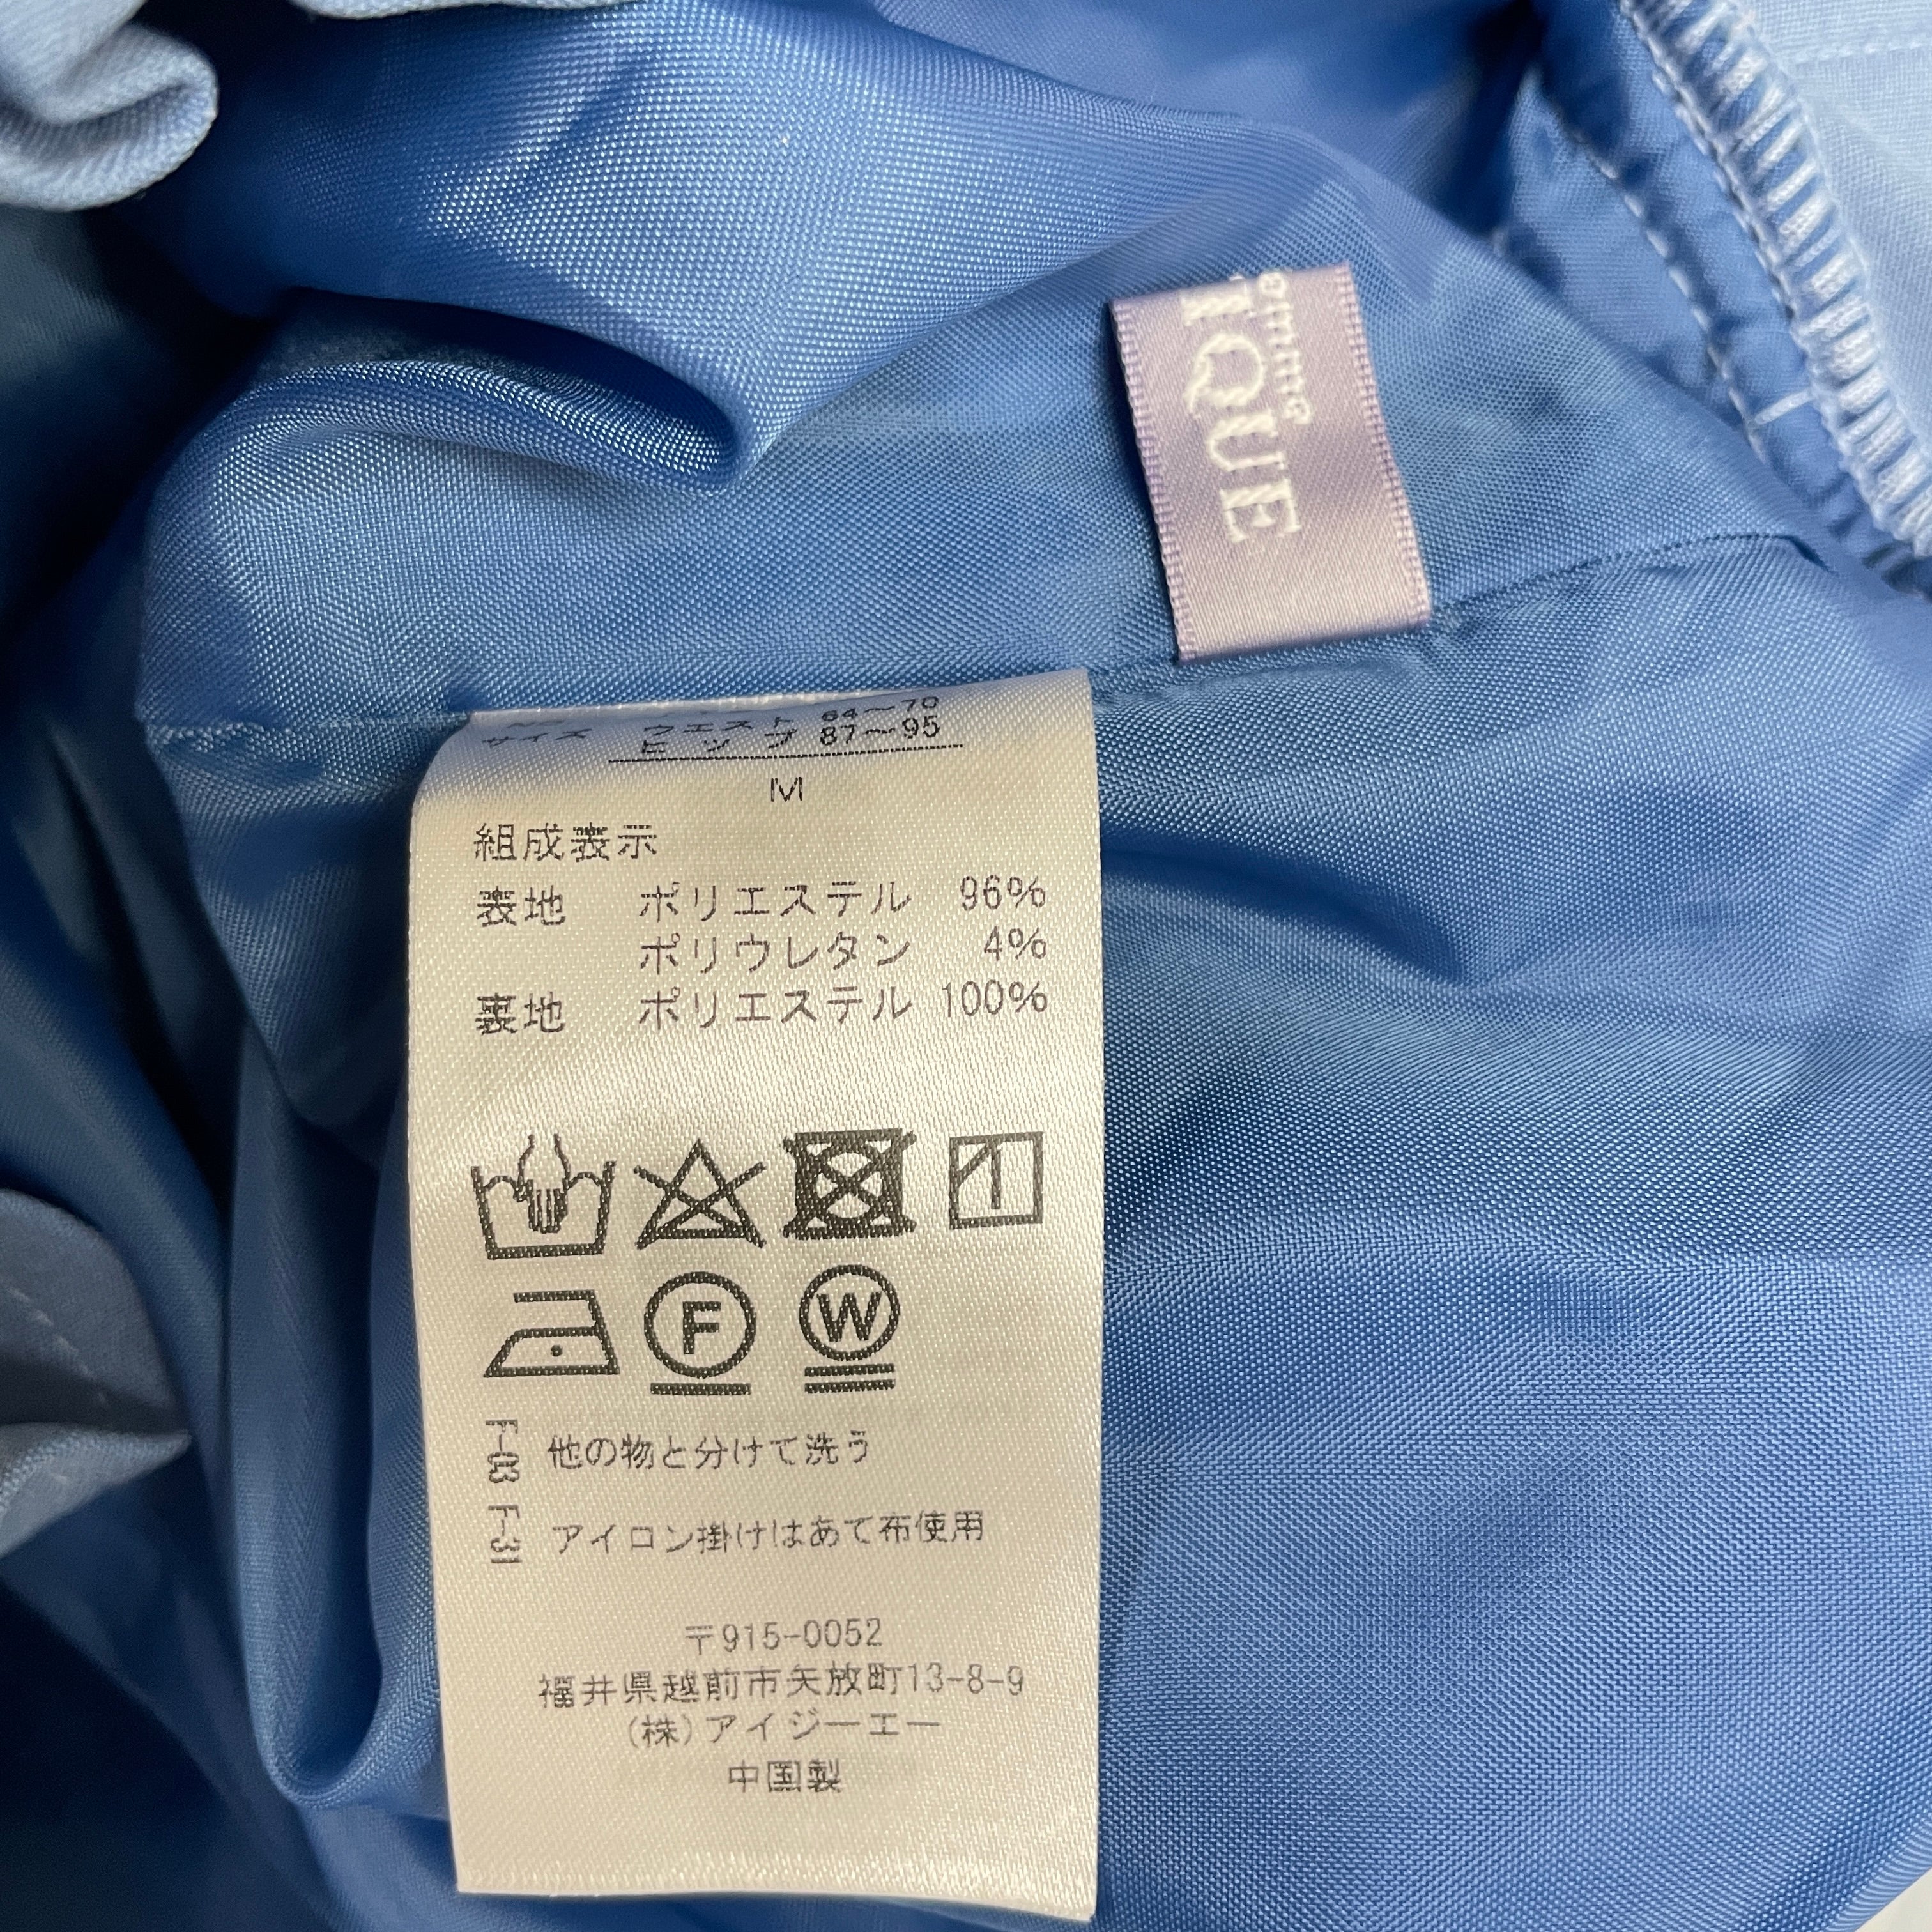 QUE
サイズ ウエスト 64～70
ヒップ 87～95
M
組成表示
表地 ポリエステル 96%
ポリウレタン 4%
裏地 ポリエステル 100%
F
W
F-03 他の物と分けて洗う
F-31 アイロン掛けはあて布使用
〒915-0052
福井県越前市矢放町13-8-9
(株)アイジーエー
中国製